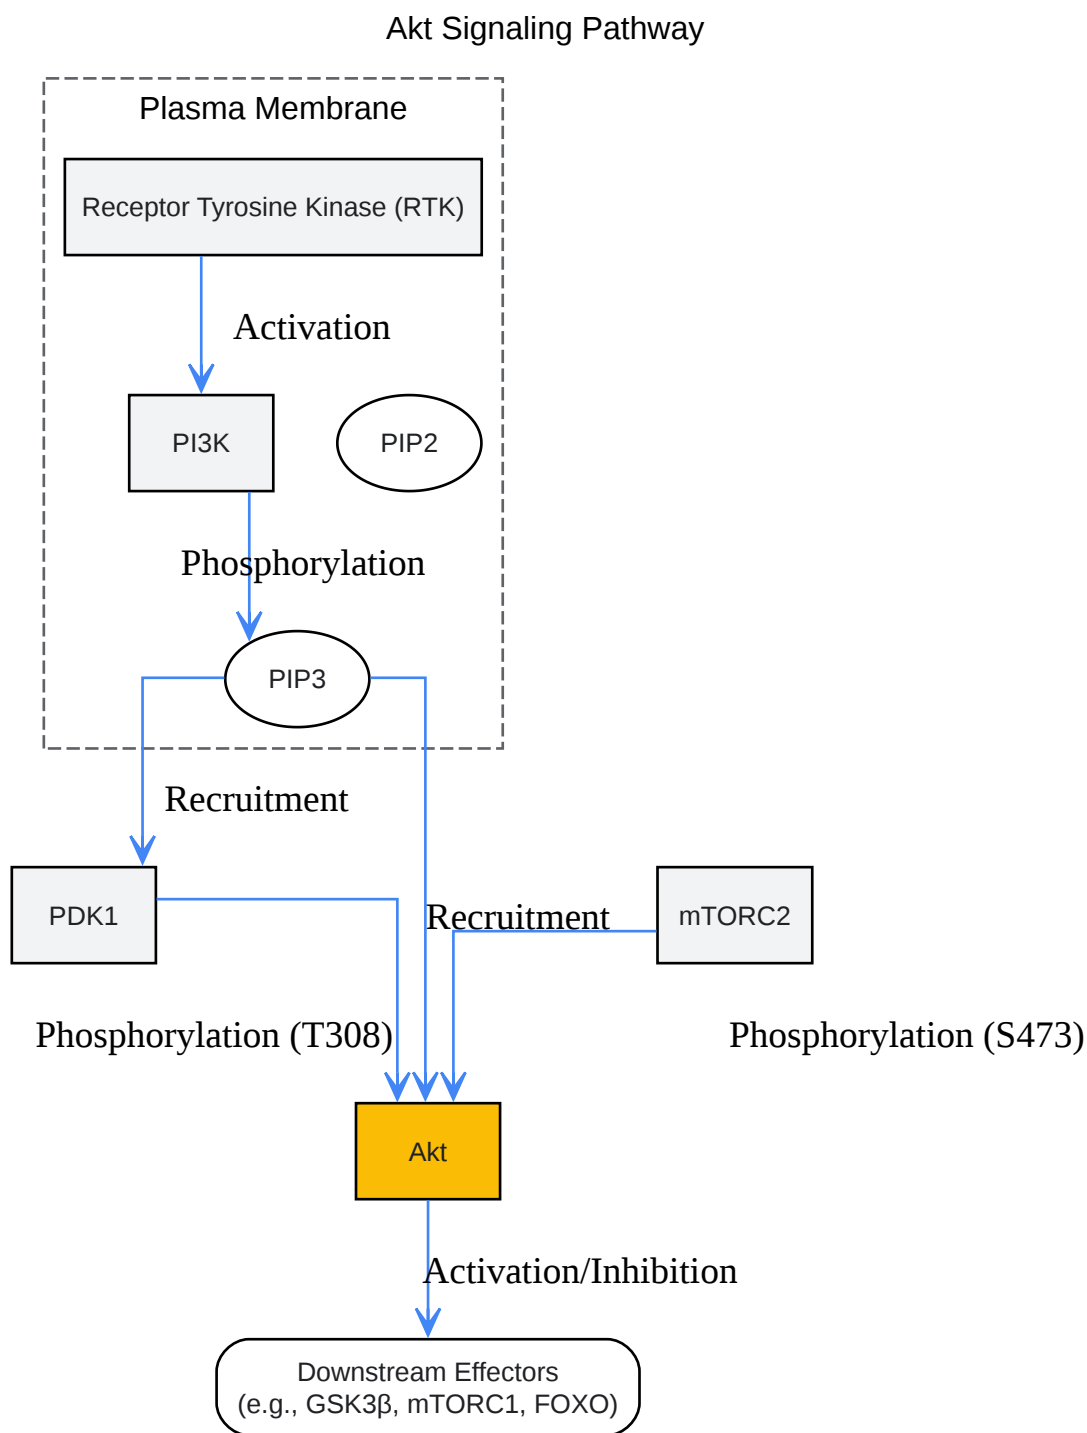 Akt Signaling Pathway
Plasma Membrane
Receptor Tyrosine Kinase (RTK)
Activation
PI3K
PIP2
Phosphorylation
PIP3
Recruitment
PDK1
Recruitment
mTORC2
Phosphorylation (T308)
Phosphorylation (S473)
Akt
Activation/Inhibition
Downstream Effectors
(e.g., GSK3β, mTORC1, FOXO)